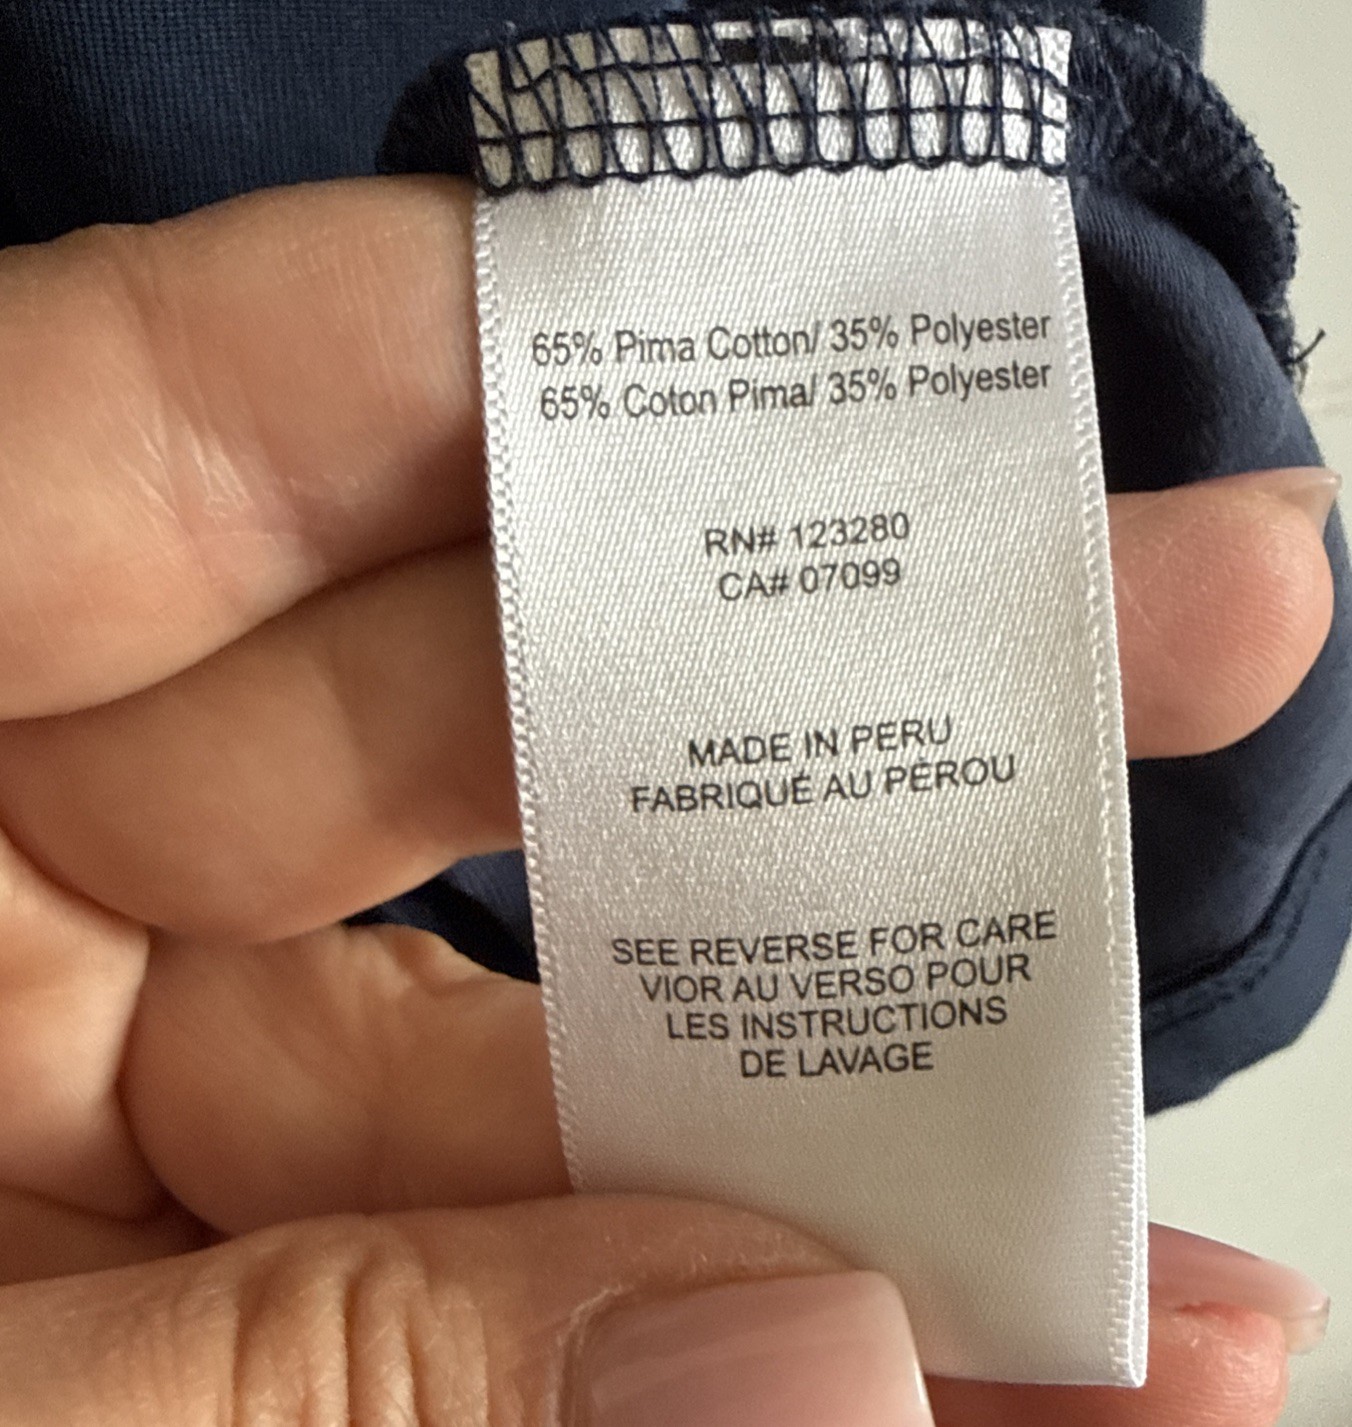 65% Pima Cotton/ 35% Polyester
65% Coton Pima/ 35% Polyester
RN# 123280
CA# 07099
MADE IN PERU
FABRIQUÉ AU PÉROU
SEE REVERSE FOR CARE
VIOR AU VERSO POUR
LES INSTRUCTIONS
DE LAVAGE